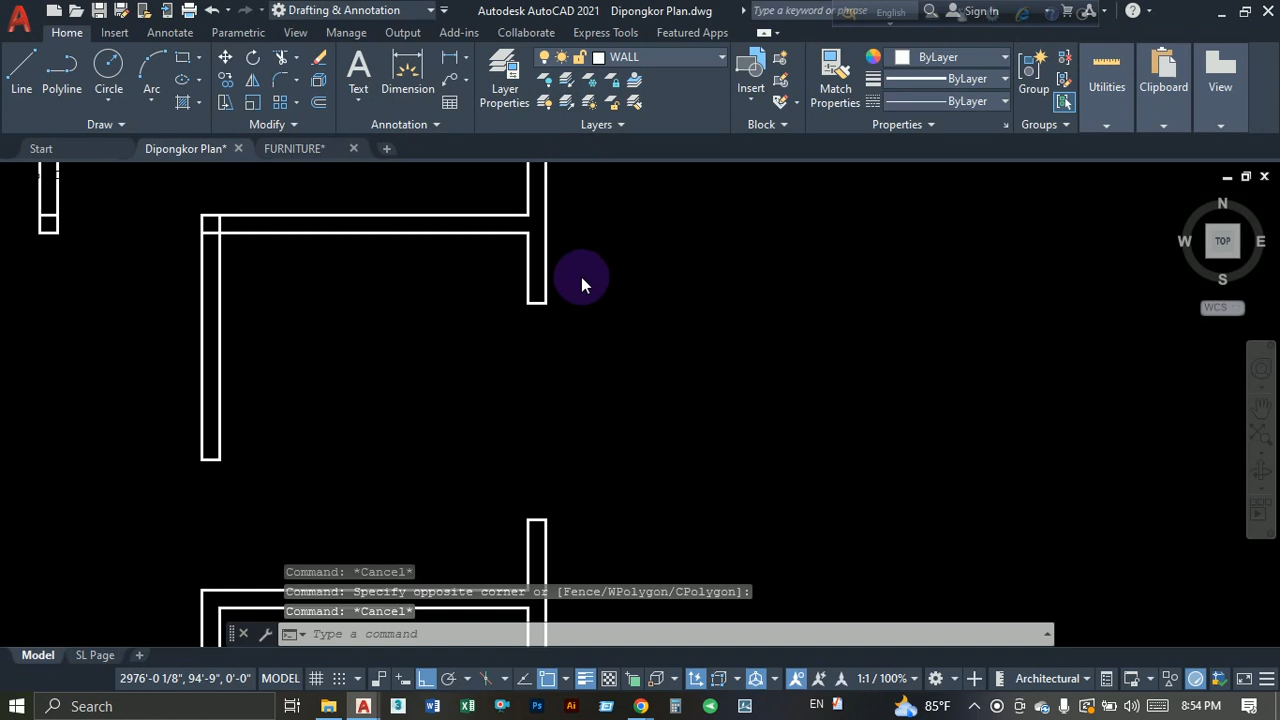 Drafting & Annotation
Autodesk AutoCAD 2021 Dipongkor Plan.dwg
Type a keyword or phrase
English
Sign In
Home Insert Annotate Parametric View Manage Output Add-ins Collaborate Express Tools Featured Apps
WALL
ByLayer
ByLayer
ByLayer
Line Polyline Circle Arc Text Dimension Layer Properties Insert Match Properties Group Utilities Clipboard View
Draw Modify Annotation Layers Block Properties Groups
Start Dipongkor Plan* FURNITURE*
N
W TOP E
S
WCS
Command: *Cancel*
Command: Specify opposite corner or [Fence/WPolygon/CPolygon]:
Command: *Cancel*
Type a command
Model SL Page
2976'-0 1/8", 94'-9", 0'-0" MODEL 1:1 / 100% Architectural
Search 85°F EN 8:54 PM